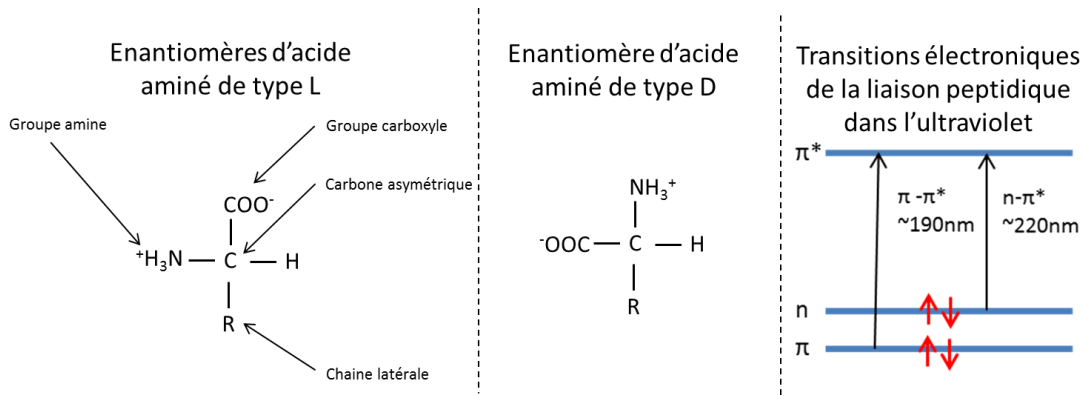 Enantiomères d'acide
aminé de type L
Groupe amine
Groupe carboxyle
Carbone asymétrique
COO⁻
⁺H₃N — C — H
R
Chaine latérale
Enantiomère d'acide
aminé de type D
NH₃⁺
⁻OOC — C — H
R
Transitions électroniques
de la liaison peptidique
dans l'ultraviolet
π*
π -π*
~190nm
n-π*
~220nm
n
π